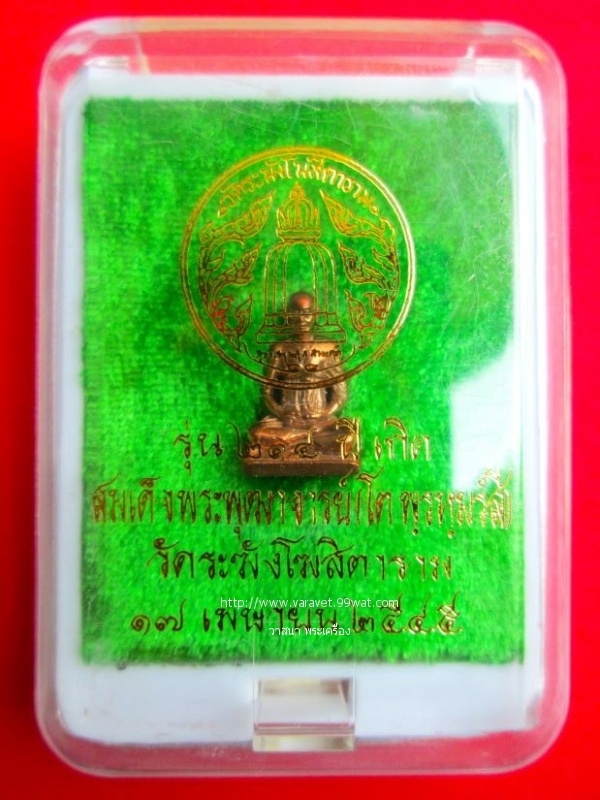 วัดระฆังโฆสิตาราม
รุ่น ๒๑๔ ปี เกิด
สมเด็จพระพุฒาจารย์(โต พฺรหฺมรํสี)
วัดระฆังโฆสิตาราม
http://www.varavet.99wat.com
วาสนา พระเครื่อง
๑๗ เมษายน ๒๕๔๕